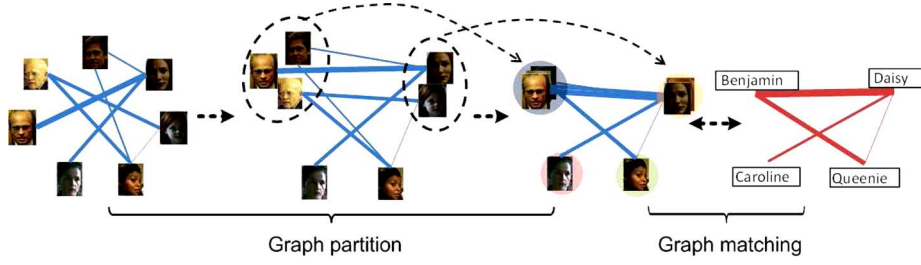 Benjamin
Daisy
Caroline
Queenie
Graph partition
Graph matching